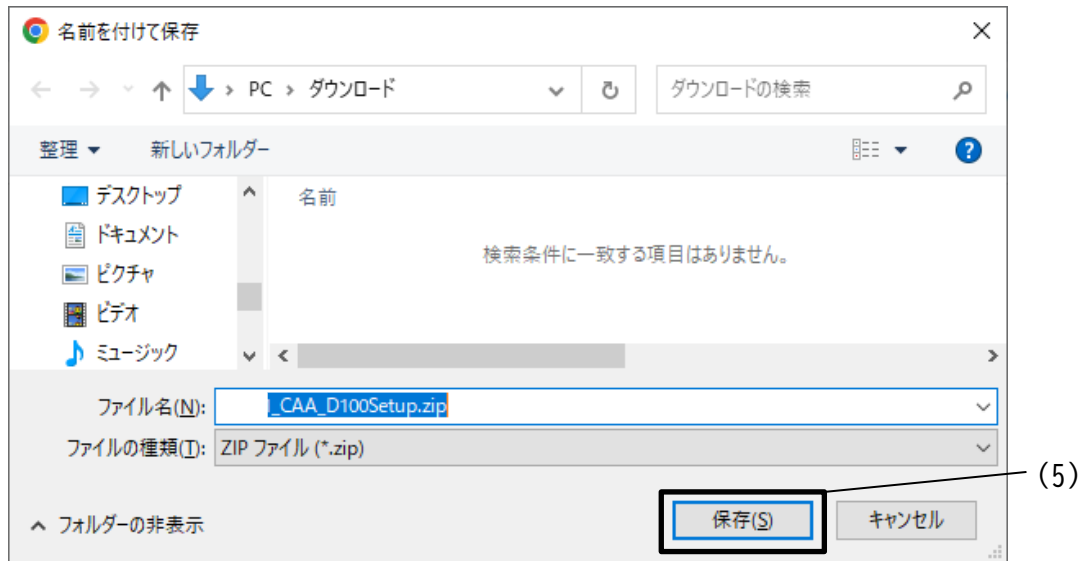 名前を付けて保存
PC › ダウンロード
ダウンロードの検索
整理 新しいフォルダー
デスクトップ
名前
ドキュメント
検索条件に一致する項目はありません。
ピクチャ
ビデオ
ミュージック
ファイル名(N): _CAA_D100Setup.zip
ファイルの種類(T): ZIP ファイル (*.zip)
(5)
フォルダーの非表示 保存(S) キャンセル